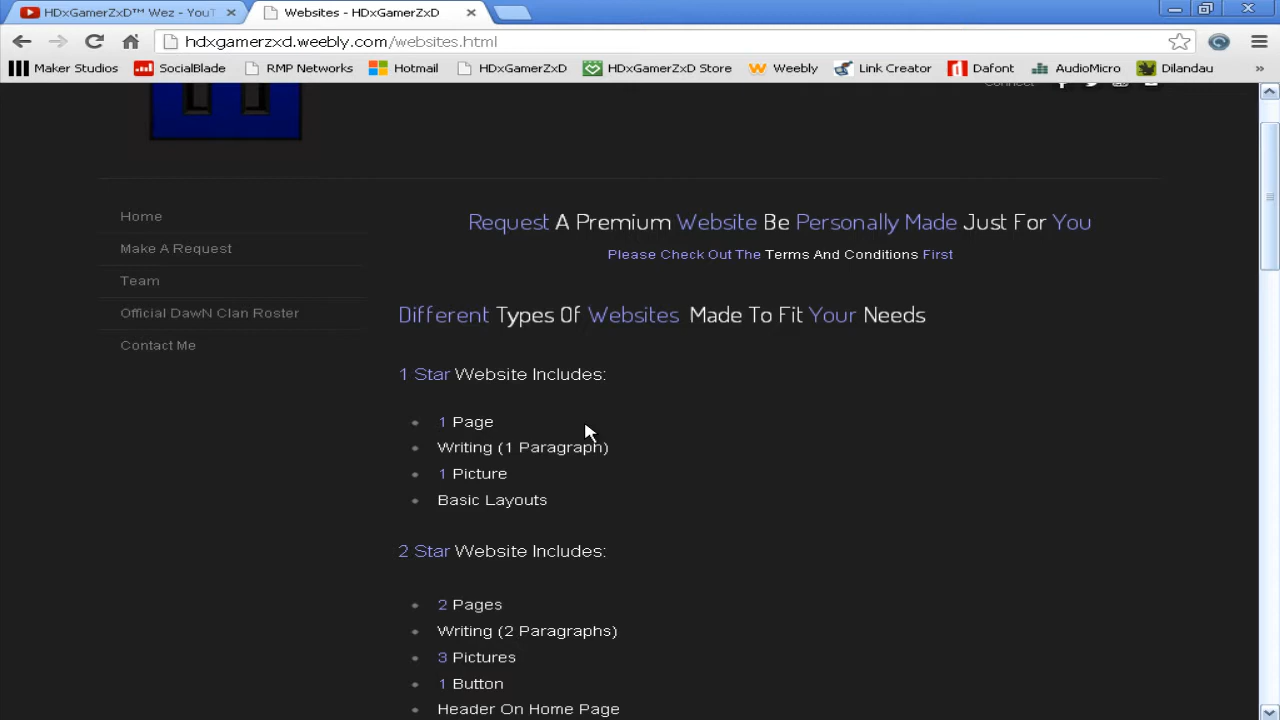 HDxGamerZxD™ Wez - YouT
Websites - HDxGamerZxD
hdxgamerzxd.weebly.com/websites.html
Maker Studios
SocialBlade
RMP Networks
Hotmail
HDxGamerZxD
HDxGamerZxD Store
Weebly
Link Creator
Dafont
AudioMicro
Dilandau
»
Connect
Home
Make A Request
Team
Official DawN Clan Roster
Contact Me
Request A Premium Website Be Personally Made Just For You
Please Check Out The Terms And Conditions First
Different Types Of Websites Made To Fit Your Needs
1 Star Website Includes:
1 Page
Writing (1 Paragraph)
1 Picture
Basic Layouts
2 Star Website Includes:
2 Pages
Writing (2 Paragraphs)
3 Pictures
1 Button
Header On Home Page